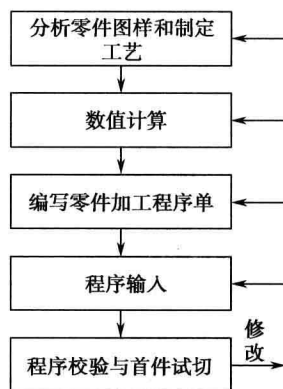 分析零件图样和制定
工艺
数值计算
编写零件加工程序单
程序输入
修
改
程序校验与首件试切